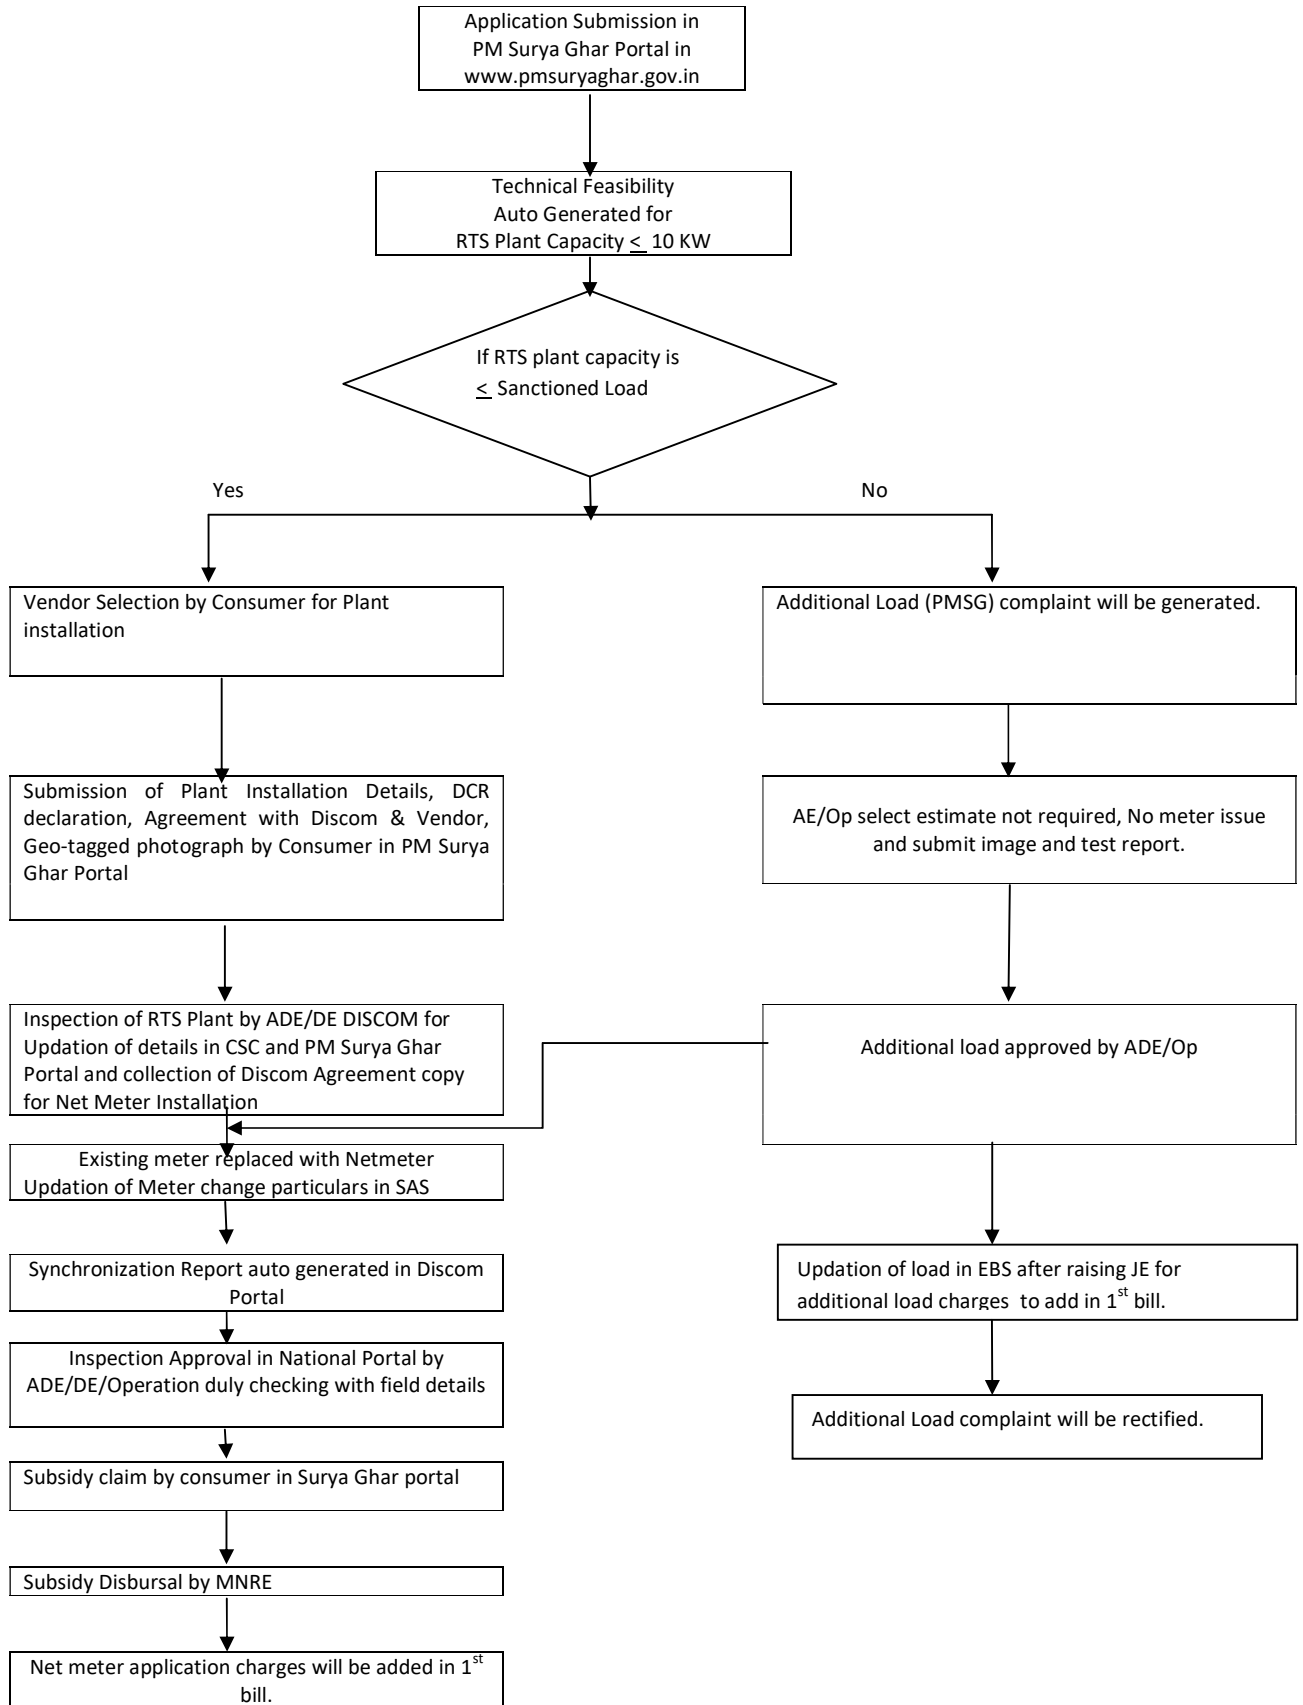 Application Submission in
PM Surya Ghar Portal in
www.pmsuryaghar.gov.in
Technical Feasibility
Auto Generated for
RTS Plant Capacity < 10 KW
If RTS plant capacity is
< Sanctioned Load
Yes
No
Vendor Selection by Consumer for Plant
installation
Additional Load (PMSG) complaint will be generated.
Submission of Plant Installation Details, DCR
declaration, Agreement with Discom & Vendor,
Geo-tagged photograph by Consumer in PM Surya
Ghar Portal
AE/Op select estimate not required, No meter issue
and submit image and test report.
Inspection of RTS Plant by ADE/DE DISCOM for
Updation of details in CSC and PM Surya Ghar
Portal and collection of Discom Agreement copy
for Net Meter Installation
Additional load approved by ADE/Op
Existing meter replaced with Netmeter
Updation of Meter change particulars in SAS
Synchronization Report auto generated in Discom
Portal
Updation of load in EBS after raising JE for
additional load charges to add in 1st bill.
Inspection Approval in National Portal by
ADE/DE/Operation duly checking with field details
Additional Load complaint will be rectified.
Subsidy claim by consumer in Surya Ghar portal
Subsidy Disbursal by MNRE
Net meter application charges will be added in 1st
bill.